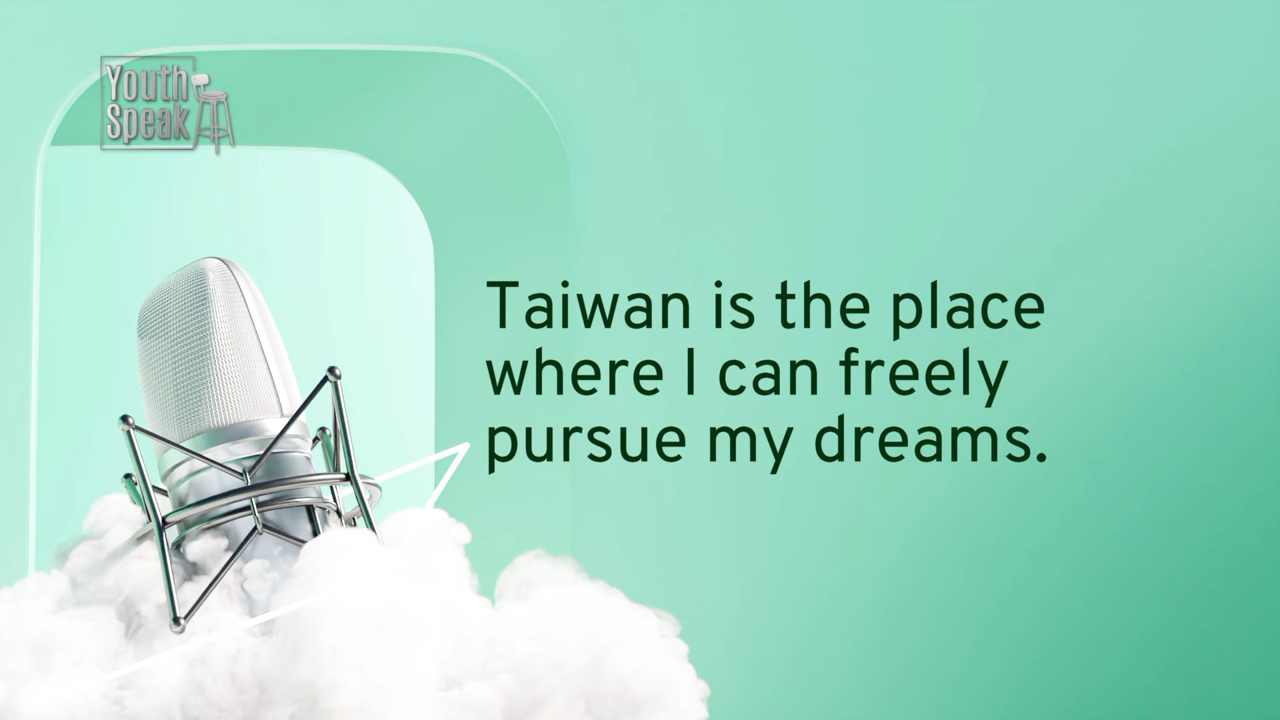 Youth
Speak
Taiwan is the place
where I can freely
pursue my dreams.